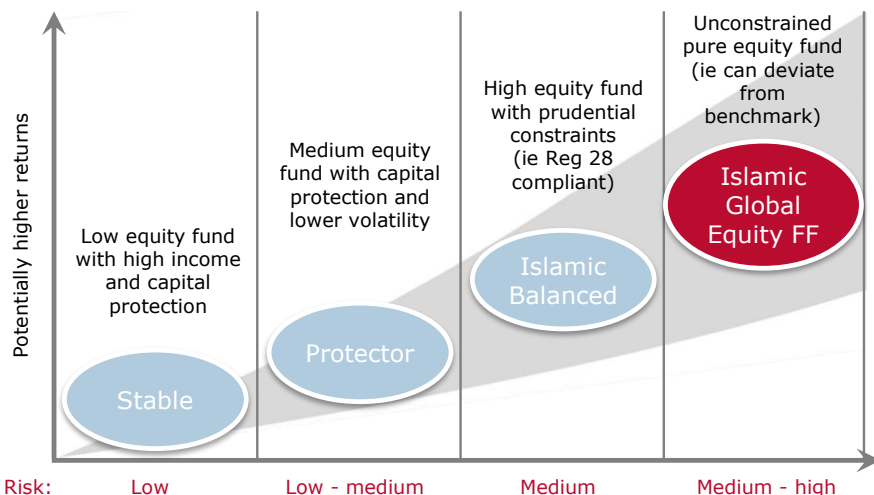 Potentially higher returns
Low equity fund
with high income
and capital
protection
Stable
Medium equity
fund with capital
protection and
lower volatility
Protector
High equity fund
with prudential
constraints
(ie Reg 28
compliant)
Islamic
Balanced
Unconstrained
pure equity fund
(ie can deviate
from
benchmark)
Islamic
Global
Equity FF
Risk: Low Low - medium Medium Medium - high